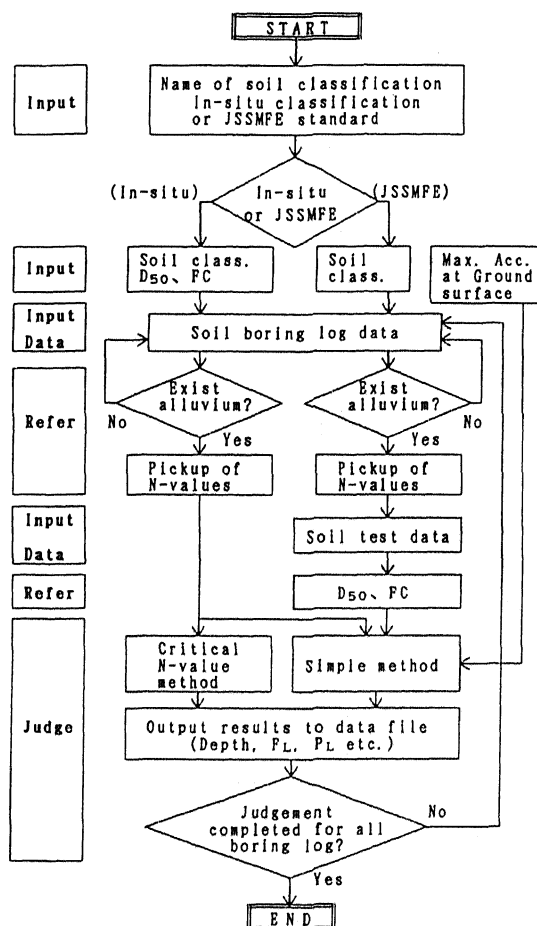 START
Input
Name of soil classification
In-situ classification
or JSSMFE standard
(In-situ)
In-situ
or JSSMFE
(JSSMFE)
Input
Soil class.
D50、FC
Soil
class.
Max. Acc.
at Ground
surface
Input
Data
Soil boring log data
Refer
Exist
alluvium?
No
Yes
Exist
alluvium?
No
Yes
Pickup of
N-values
Pickup of
N-values
Input
Data
Soil test data
Refer
D50、FC
Judge
Critical
N-value
method
Simple method
Output results to data file
(Depth, FL, PL etc.)
Judgement
completed for all
boring log?
No
Yes
END